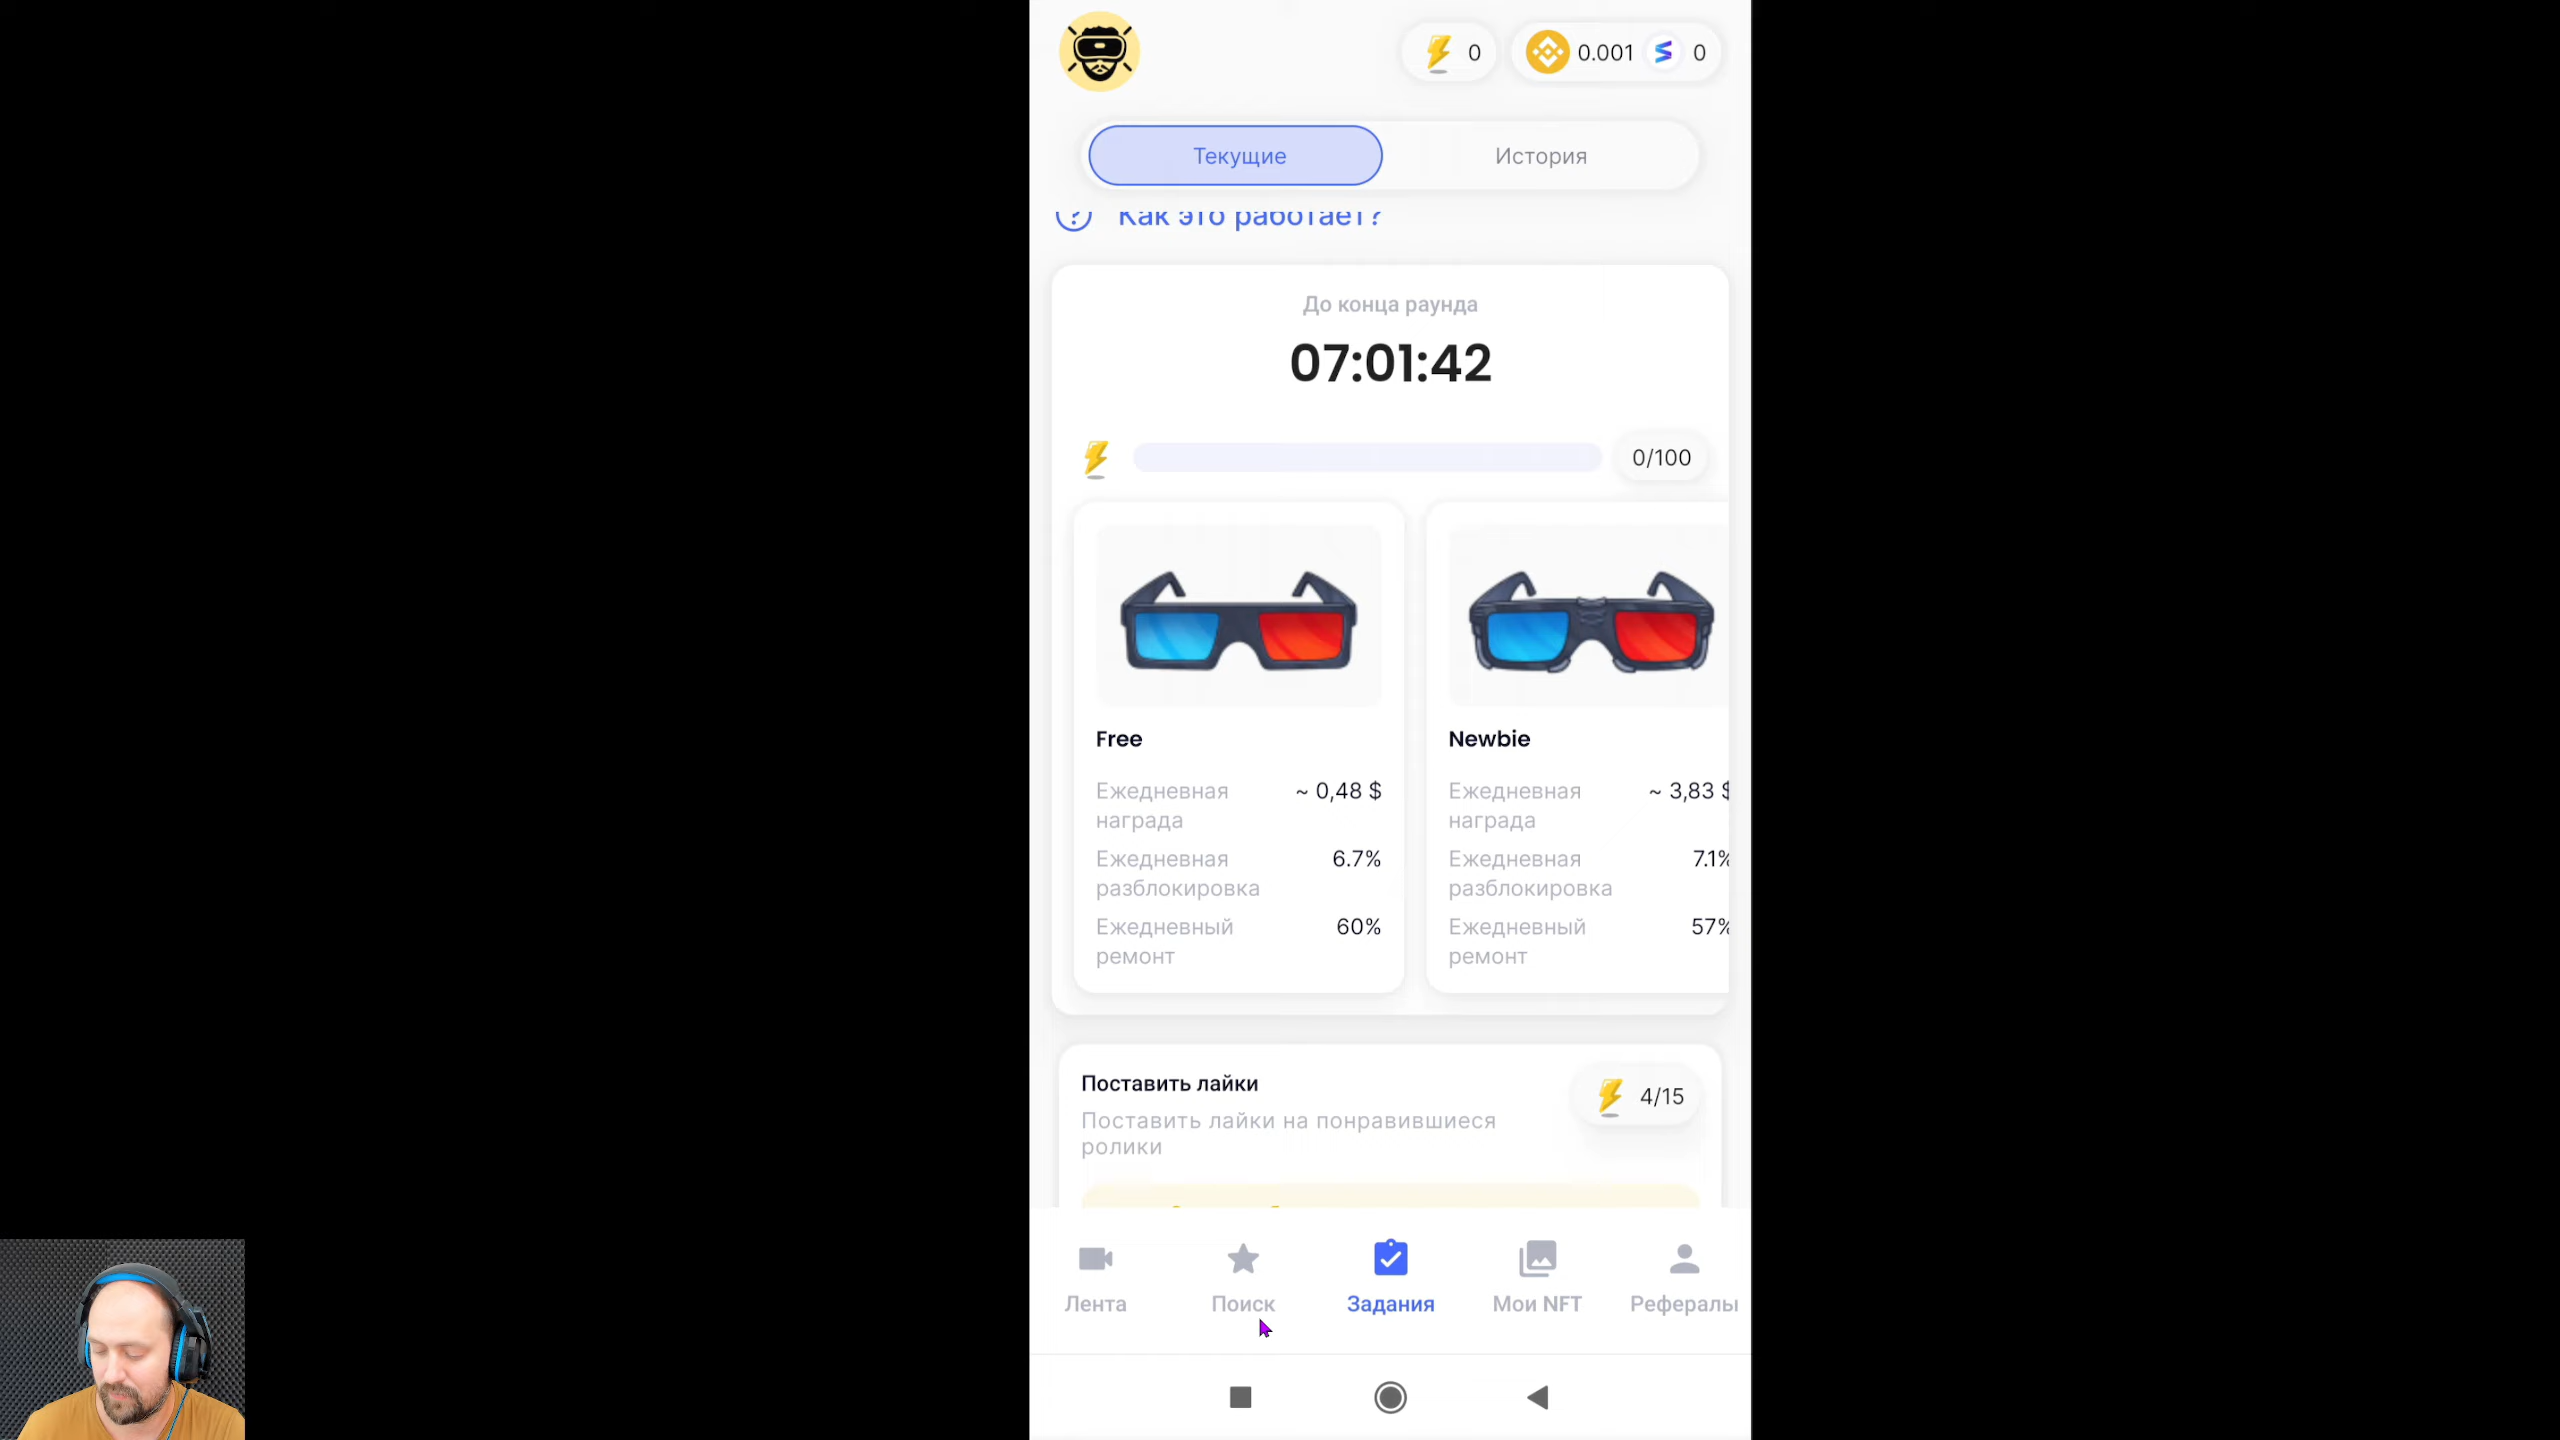 0
0.001
0
Текущие
История
Как это работает?
До конца раунда
07:01:42
0/100
Free
Ежедневная награда
~ 0,48 $
Ежедневная разблокировка
6.7%
Ежедневный ремонт
60%
Newbie
Ежедневная награда
~ 3,83 $
Ежедневная разблокировка
7.1%
Ежедневный ремонт
57%
Поставить лайки
4/15
Поставить лайки на понравившиеся
ролики
Лента
Поиск
Задания
Мои NFT
Рефералы